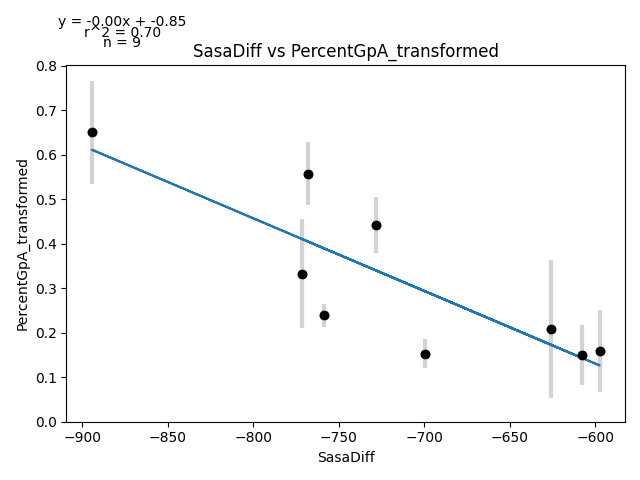 y = -0.00x + -0.85
r^2 = 0.70
n = 9
SasaDiff vs PercentGpA_transformed
0.8
0.7
0.6
0.5
0.4
0.3
0.2
0.1
0.0
PercentGpA_transformed
−900
−850
−800
−750
−700
−650
−600
SasaDiff